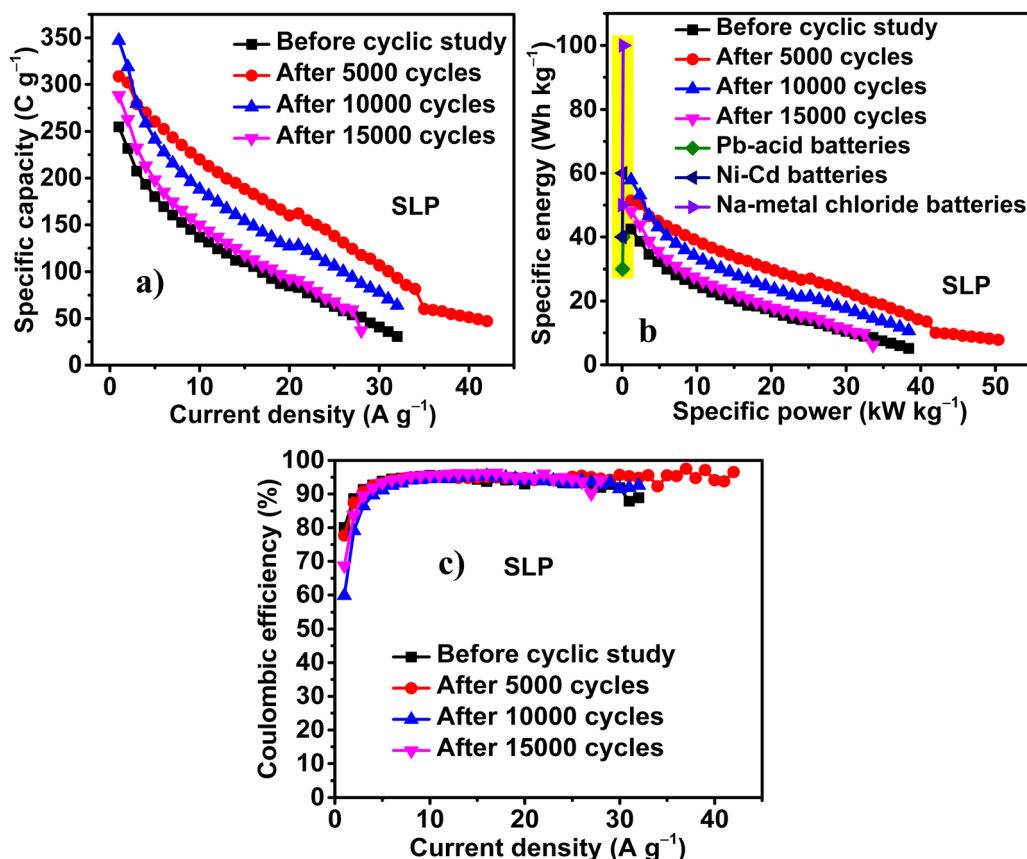 Specific capacity (C g⁻¹)
350
300
250
200
150
100
50
0
Before cyclic study
After 5000 cycles
After 10000 cycles
After 15000 cycles
SLP
a)
0 10 20 30 40
Current density (A g⁻¹)
Specific energy (Wh kg⁻¹)
100
80
60
40
20
0
Before cyclic study
After 5000 cycles
After 10000 cycles
After 15000 cycles
Pb-acid batteries
Ni-Cd batteries
Na-metal chloride batteries
SLP
b
0 10 20 30 40 50
Specific power (kW kg⁻¹)
Coulombic efficiency (%)
100
90
80
70
60
50
40
30
20
10
0
c) SLP
Before cyclic study
After 5000 cycles
After 10000 cycles
After 15000 cycles
0 10 20 30 40
Current density (A g⁻¹)